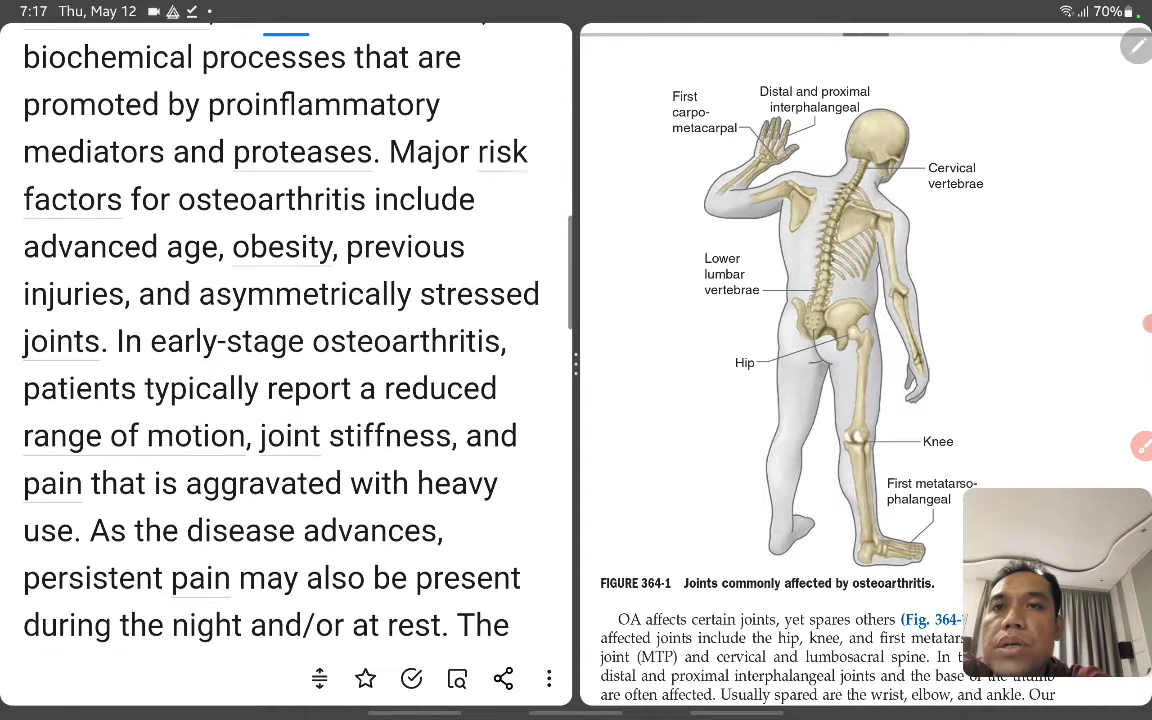 7:17 Thu, May 12
70%
biochemical processes that are
promoted by proinflammatory
mediators and proteases. Major risk
factors for osteoarthritis include
advanced age, obesity, previous
injuries, and asymmetrically stressed
joints. In early-stage osteoarthritis,
patients typically report a reduced
range of motion, joint stiffness, and
pain that is aggravated with heavy
use. As the disease advances,
persistent pain may also be present
during the night and/or at rest. The
First
carpo-
metacarpal
Distal and proximal
interphalangeal
Cervical
vertebrae
Lower
lumbar
vertebrae
Hip
Knee
First metatarso-
phalangeal
FIGURE 364-1 Joints commonly affected by osteoarthritis.
OA affects certain joints, yet spares others (Fig. 364-
affected joints include the hip, knee, and first metatars
joint (MTP) and cervical and lumbosacral spine. In
distal and proximal interphalangeal joints and the base of the
are often affected. Usually spared are the wrist, elbow, and ankle. Our